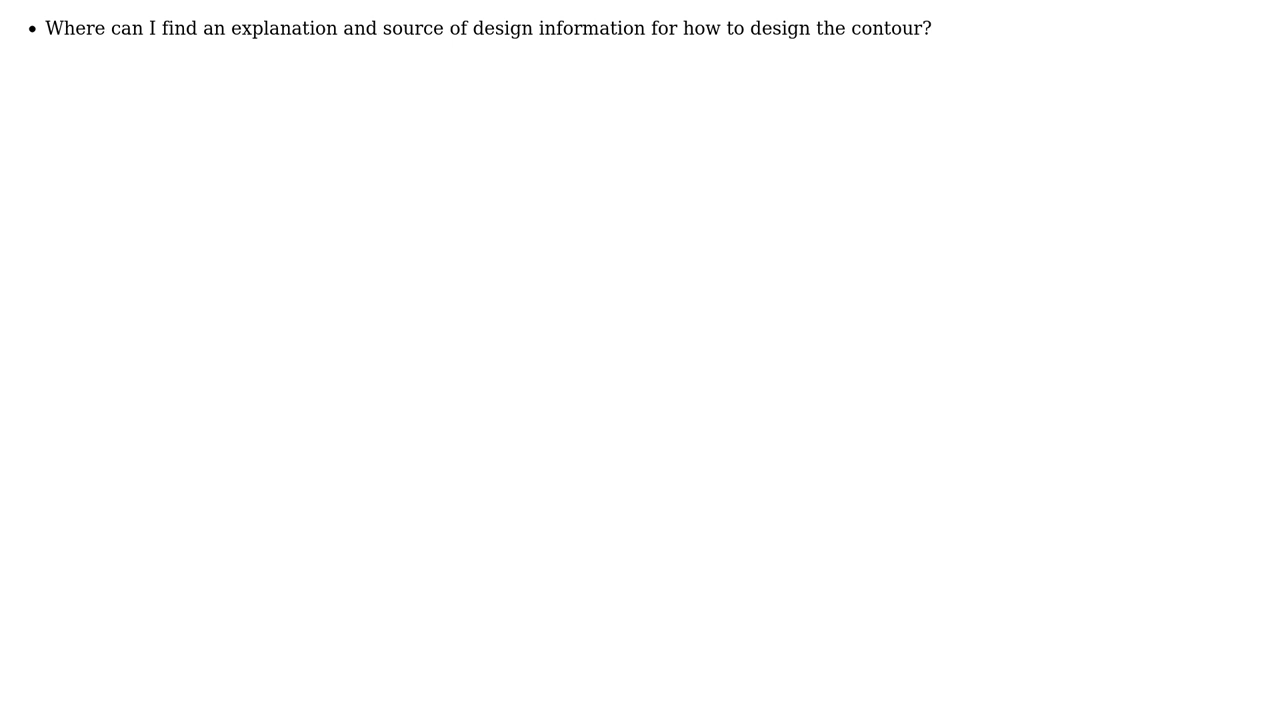 • Where can I find an explanation and source of design information for how to design the contour?